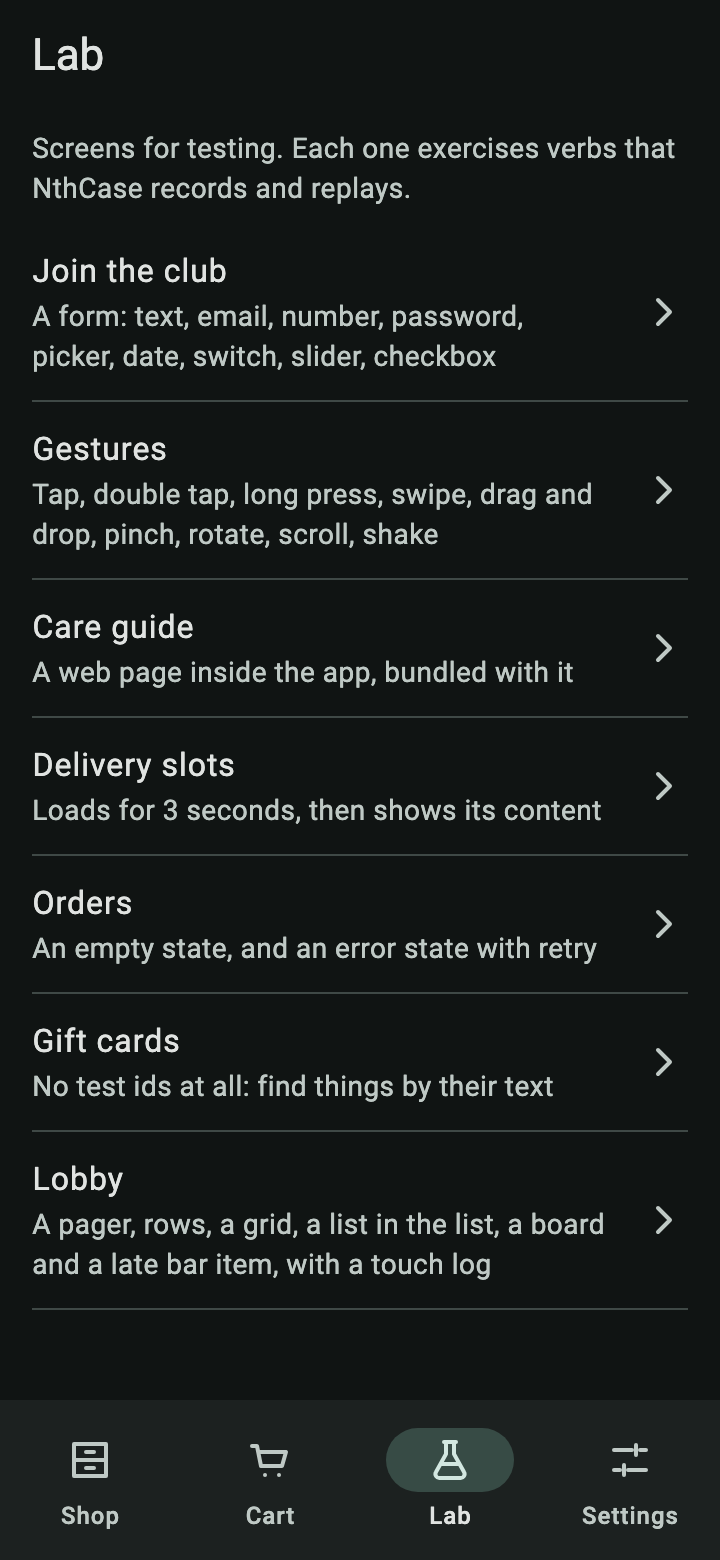 Lab
Screens for testing. Each one exercises verbs that
NthCase records and replays.
Join the club
A form: text, email, number, password,
picker, date, switch, slider, checkbox
Gestures
Tap, double tap, long press, swipe, drag and
drop, pinch, rotate, scroll, shake
Care guide
A web page inside the app, bundled with it
Delivery slots
Loads for 3 seconds, then shows its content
Orders
An empty state, and an error state with retry
Gift cards
No test ids at all: find things by their text
Lobby
A pager, rows, a grid, a list in the list, a board
and a late bar item, with a touch log
Shop
Cart
Lab
Settings